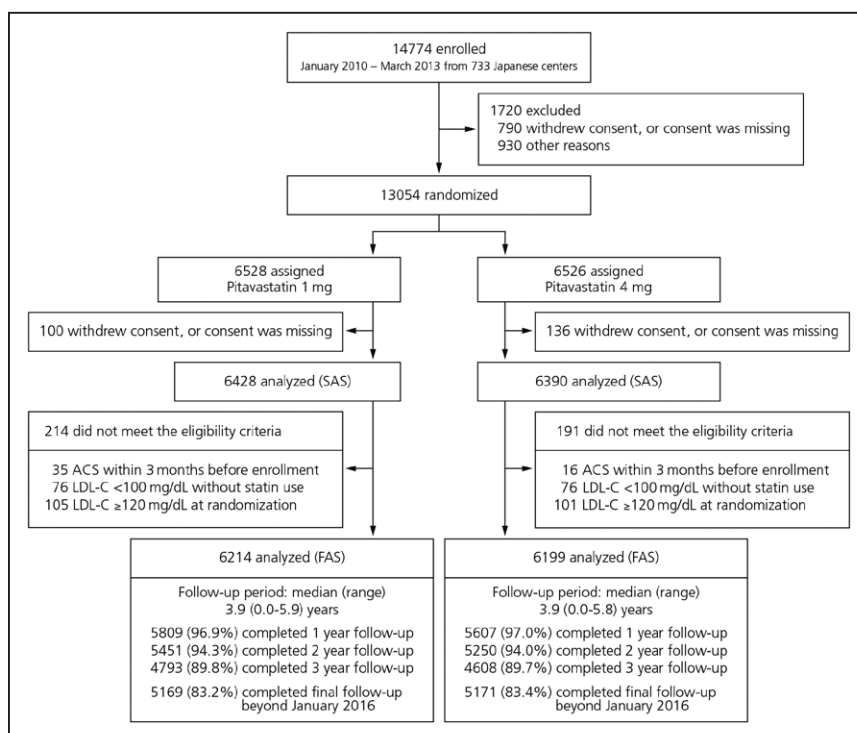 14774 enrolled
January 2010 – March 2013 from 733 Japanese centers
1720 excluded
790 withdrew consent, or consent was missing
930 other reasons
13054 randomized
6528 assigned
Pitavastatin 1 mg
6526 assigned
Pitavastatin 4 mg
100 withdrew consent, or consent was missing
136 withdrew consent, or consent was missing
6428 analyzed (SAS)
6390 analyzed (SAS)
214 did not meet the eligibility criteria
35 ACS within 3 months before enrollment
76 LDL-C <100 mg/dL without statin use
105 LDL-C ≥120 mg/dL at randomization
191 did not meet the eligibility criteria
16 ACS within 3 months before enrollment
76 LDL-C <100 mg/dL without statin use
101 LDL-C ≥120 mg/dL at randomization
6214 analyzed (FAS)
Follow-up period: median (range)
3.9 (0.0-5.9) years
5809 (96.9%) completed 1 year follow-up
5451 (94.3%) completed 2 year follow-up
4793 (89.8%) completed 3 year follow-up
5169 (83.2%) completed final follow-up
beyond January 2016
6199 analyzed (FAS)
Follow-up period: median (range)
3.9 (0.0-5.8) years
5607 (97.0%) completed 1 year follow-up
5250 (94.0%) completed 2 year follow-up
4608 (89.7%) completed 3 year follow-up
5171 (83.4%) completed final follow-up
beyond January 2016